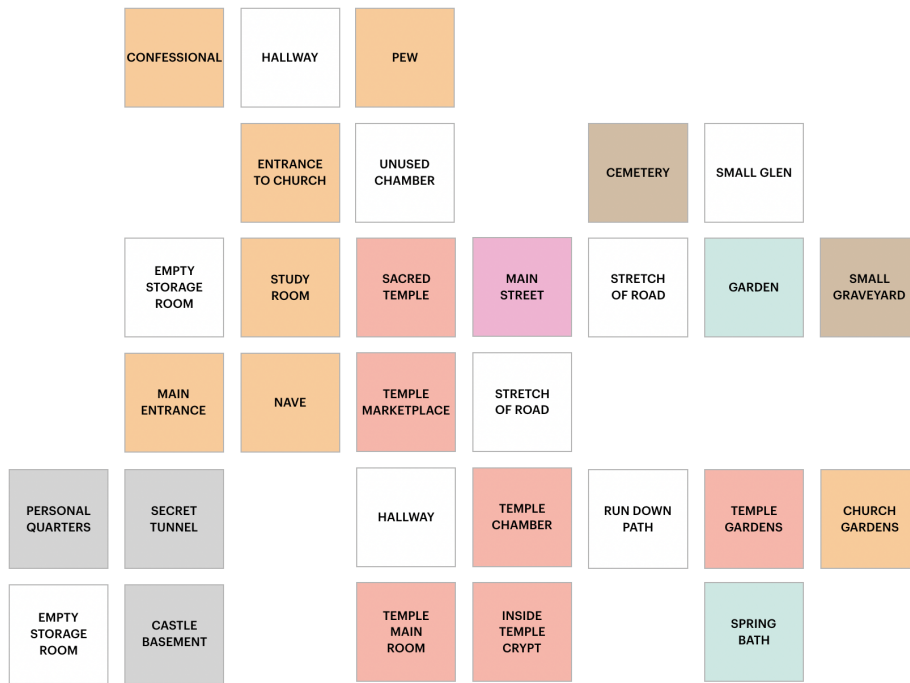 CONFESSIONAL
HALLWAY
PEW
ENTRANCE
TO CHURCH
UNUSED
CHAMBER
CEMETERY
SMALL GLEN
EMPTY
STORAGE
ROOM
STUDY
ROOM
SACRED
TEMPLE
MAIN
STREET
STRETCH
OF ROAD
GARDEN
SMALL
GRAVEYARD
MAIN
ENTRANCE
NAVE
TEMPLE
MARKETPLACE
STRETCH
OF ROAD
PERSONAL
QUARTERS
SECRET
TUNNEL
HALLWAY
TEMPLE
CHAMBER
RUN DOWN
PATH
TEMPLE
GARDENS
CHURCH
GARDENS
EMPTY
STORAGE
ROOM
CASTLE
BASEMENT
TEMPLE
MAIN
ROOM
INSIDE
TEMPLE
CRYPT
SPRING
BATH